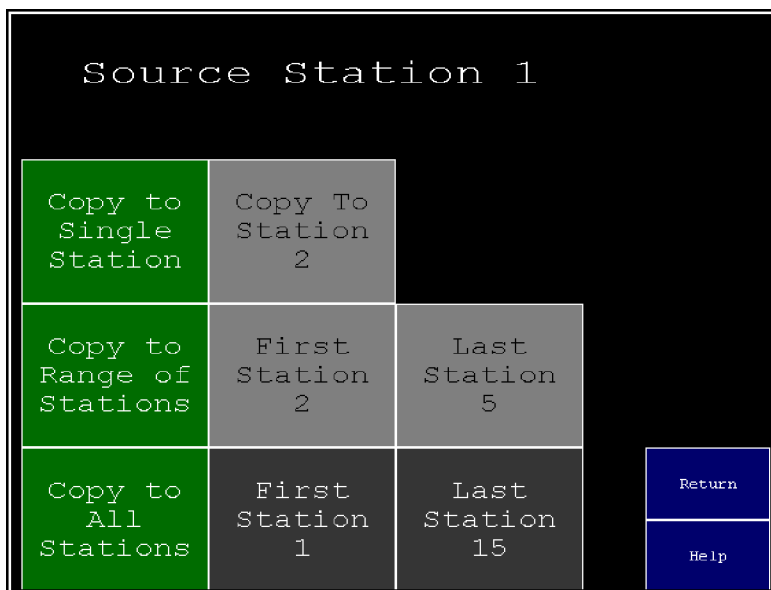 Source Station 1
Copy to
Single
Station
Copy To
Station
2
Copy to
Range of
Stations
First
Station
2
Last
Station
5
Copy to
All
Stations
First
Station
1
Last
Station
15
Return
Help